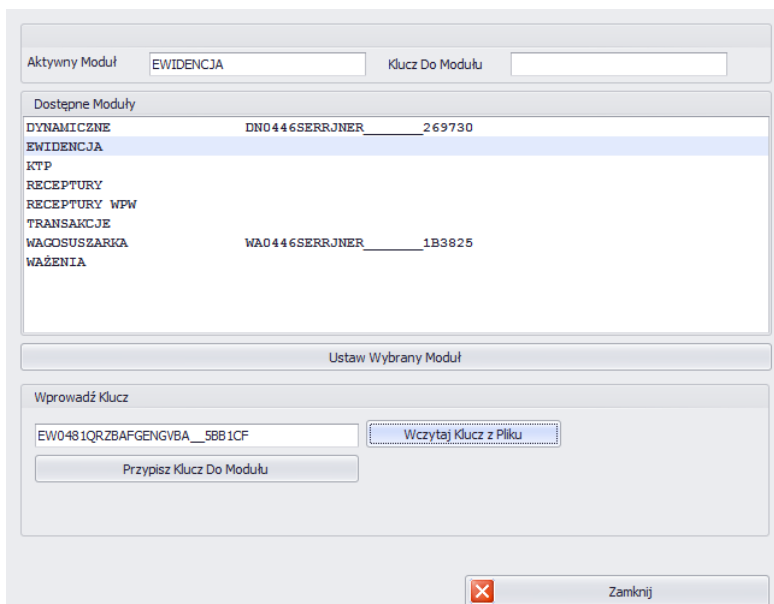 Aktywny Moduł EWIDENCJA Klucz Do Modułu
Dostępne Moduły
DYNAMICZNE DN0446SERRJNER_______269730
EWIDENCJA
KTP
RECEPTURY
RECEPTURY WPW
TRANSAKCJE
WAGOSUSZARKA WA0446SERRJNER_______1B3825
WAŻENIA
Ustaw Wybrany Moduł
Wprowadź Klucz
EW0481QRZBAFGENGVBA__5BB1CF Wczytaj Klucz z Pliku
Przypisz Klucz Do Modułu
Zamknij